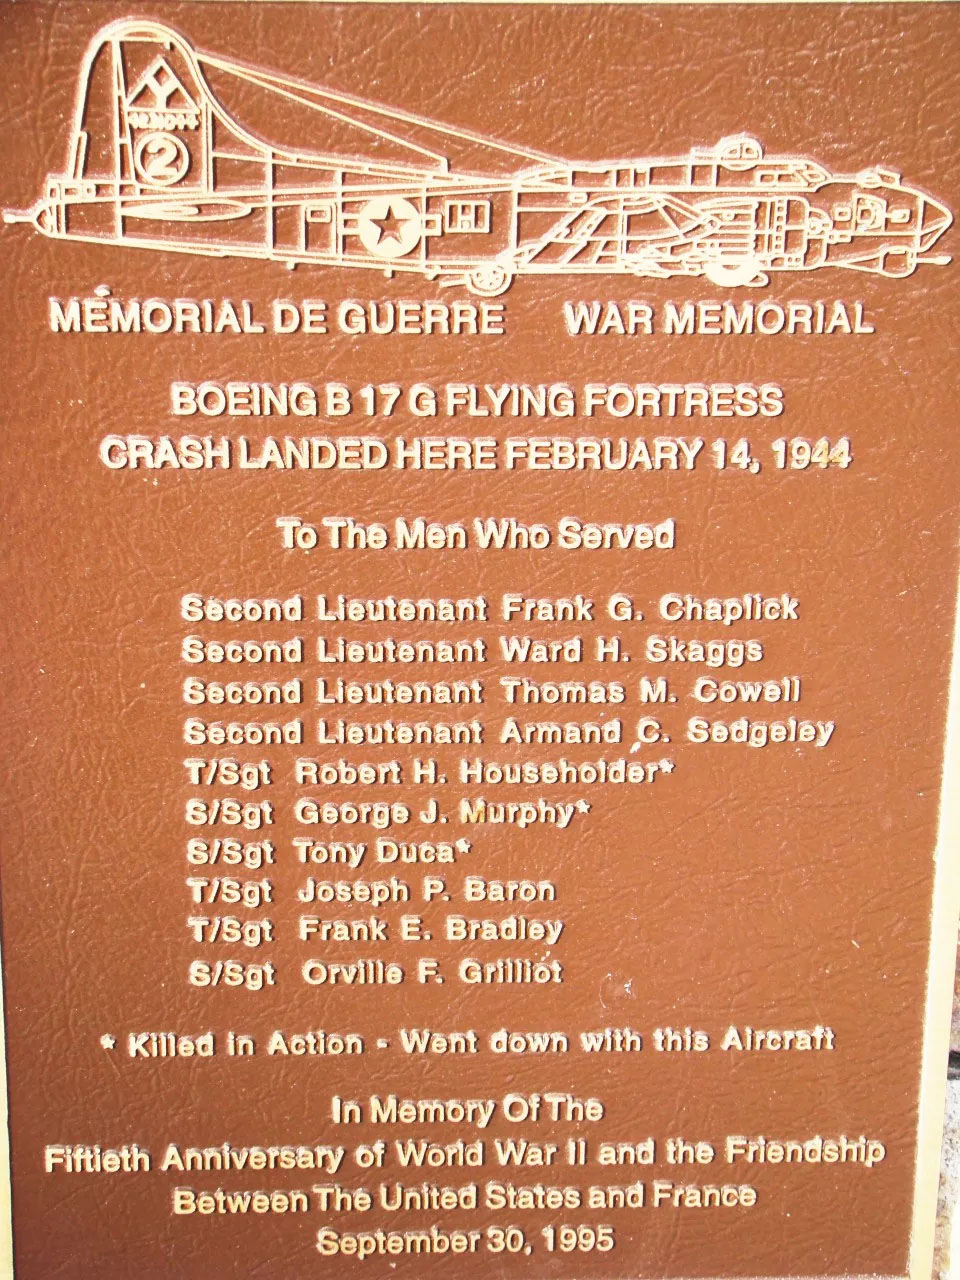 Y
2
H
MÉMORIAL DE GUERRE WAR MEMORIAL
BOEING B 17 G FLYING FORTRESS
CRASH LANDED HERE FEBRUARY 14, 1944
To The Men Who Served
Second Lieutenant Frank G. Chaplick
Second Lieutenant Ward H. Skaggs
Second Lieutenant Thomas M. Cowell
Second Lieutenant Armand C. Sedgeley
T/Sgt Robert H. Householder*
S/Sgt George J. Murphy*
S/Sgt Tony Duca*
T/Sgt Joseph P. Baron
T/Sgt Frank E. Bradley
S/Sgt Orville F. Grilliot
* Killed in Action - Went down with this Aircraft
In Memory Of The
Fiftieth Anniversary of World War II and the Friendship
Between The United States and France
September 30, 1995